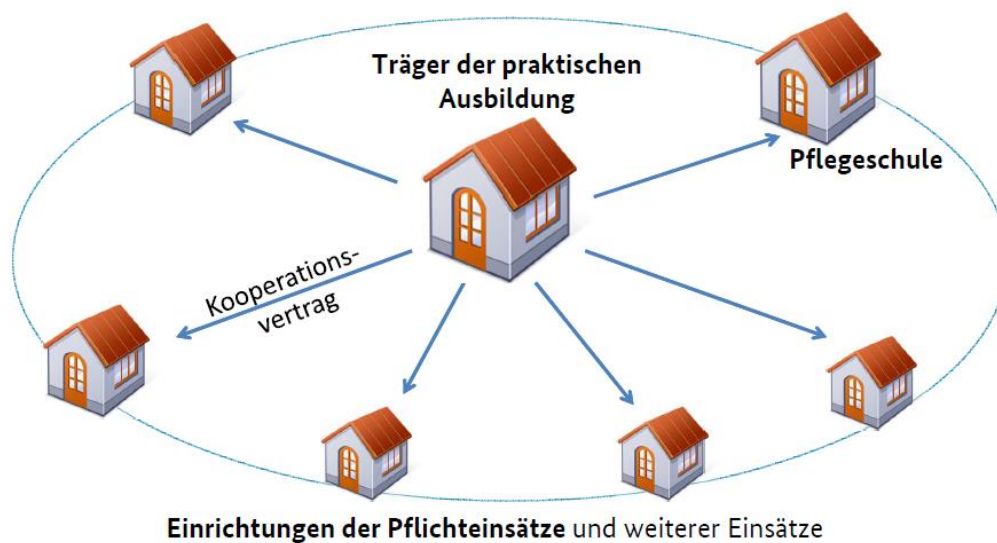 Träger der praktischen
Ausbildung
Pflegeschule
Kooperations-
vertrag
Einrichtungen der Pflichteinsätze und weiterer Einsätze